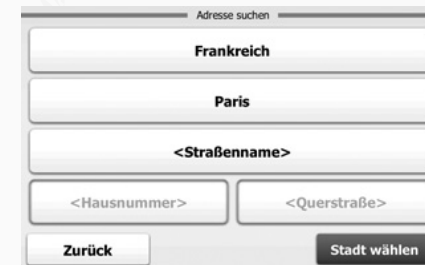 Adresse suchen
Frankreich
Paris
<Straßenname>
<Hausnummer> <Querstraße>
Zurück Stadt wählen